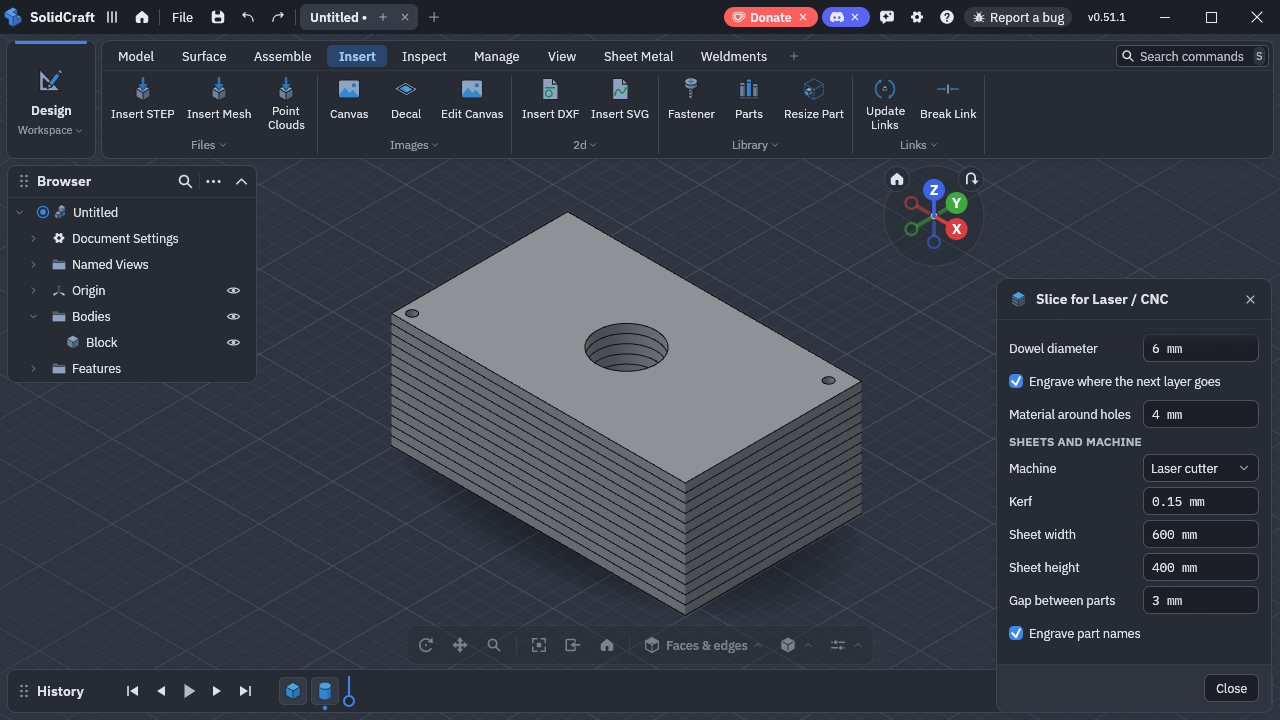 SolidCraft
File
Untitled •
Donate
Report a bug
v0.51.1
Design
Workspace
Model
Surface
Assemble
Insert
Inspect
Manage
View
Sheet Metal
Weldments
Search commands
S
Insert STEP
Insert Mesh
Point
Clouds
Files
Canvas
Decal
Edit Canvas
Images
Insert DXF
Insert SVG
2d
Fastener
Parts
Resize Part
Library
Update
Links
Break Link
Links
Browser
Untitled
Document Settings
Named Views
Origin
Bodies
Block
Features
Z
Y
X
Slice for Laser / CNC
Dowel diameter
6 mm
Engrave where the next layer goes
Material around holes
4 mm
SHEETS AND MACHINE
Machine
Laser cutter
Kerf
0.15 mm
Sheet width
600 mm
Sheet height
400 mm
Gap between parts
3 mm
Engrave part names
Close
Faces & edges
History